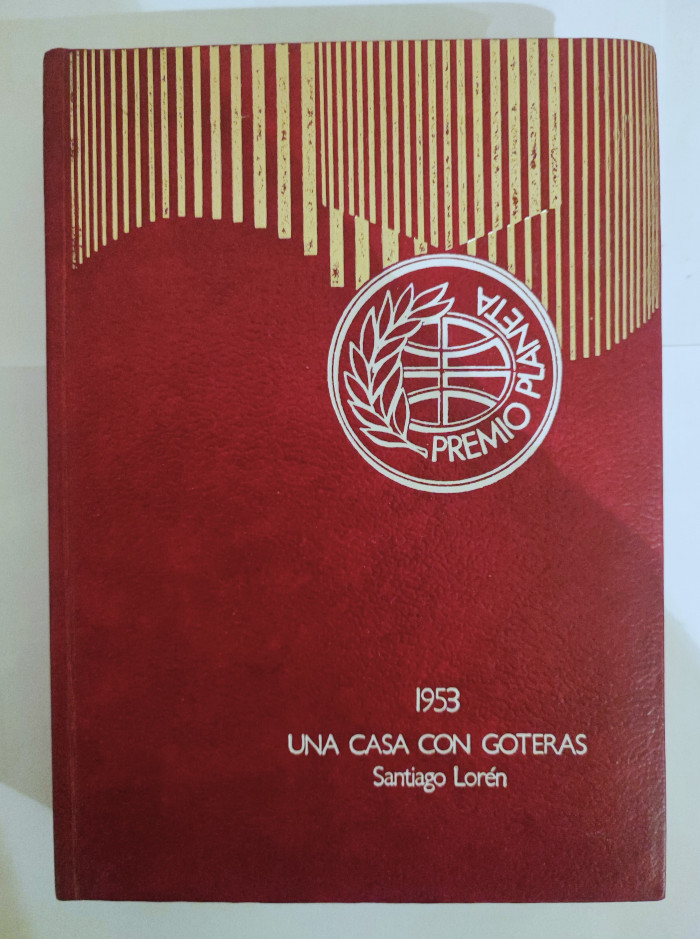 PREMIO PLANETA
1953
UNA CASA CON GOTERAS
Santiago Lorén